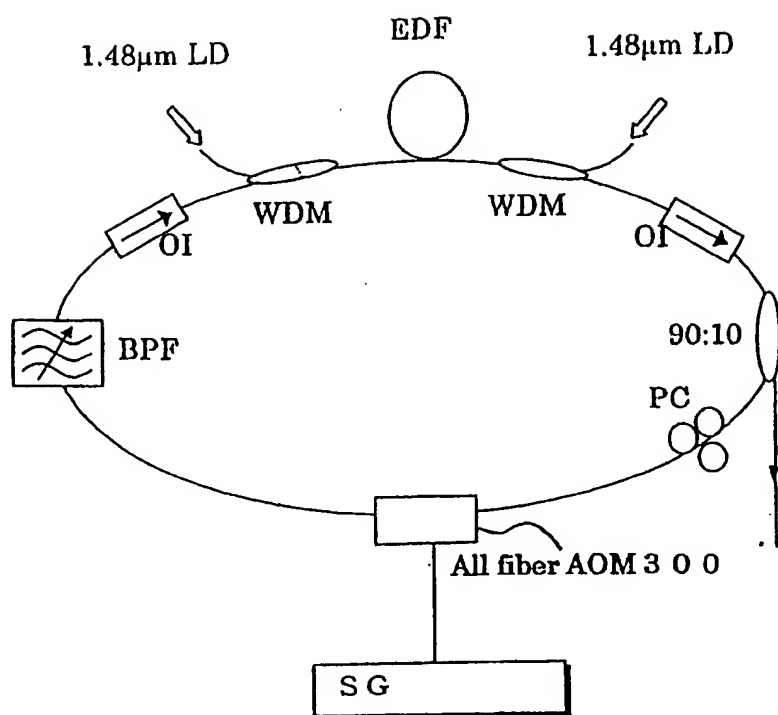 EDF
1.48μm LD
1.48μm LD
WDM
WDM
OI
OI
BPF
90:10
PC
All fiber AOM 3 0 0
S G